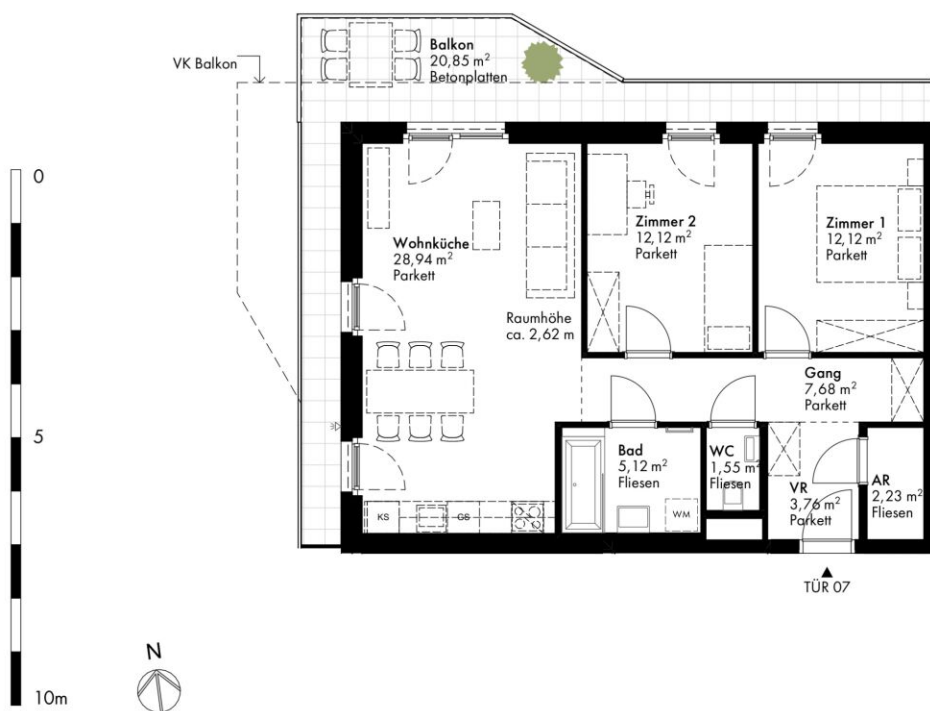 VK Balkon
Balkon
20,85 m²
Betonplatten
0
5
10m
Wohnküche
28,94 m²
Parkett
Raumhöhe
ca. 2,62 m
Zimmer 2
12,12 m²
Parkett
Zimmer 1
12,12 m²
Parkett
Gang
7,68 m²
Parkett
Bad
5,12 m²
Fliesen
WC
1,55 m²
Fliesen
VR
3,76 m²
Parkett
AR
2,23 m²
Fliesen
KS
GS
WM
TÜR 07
N